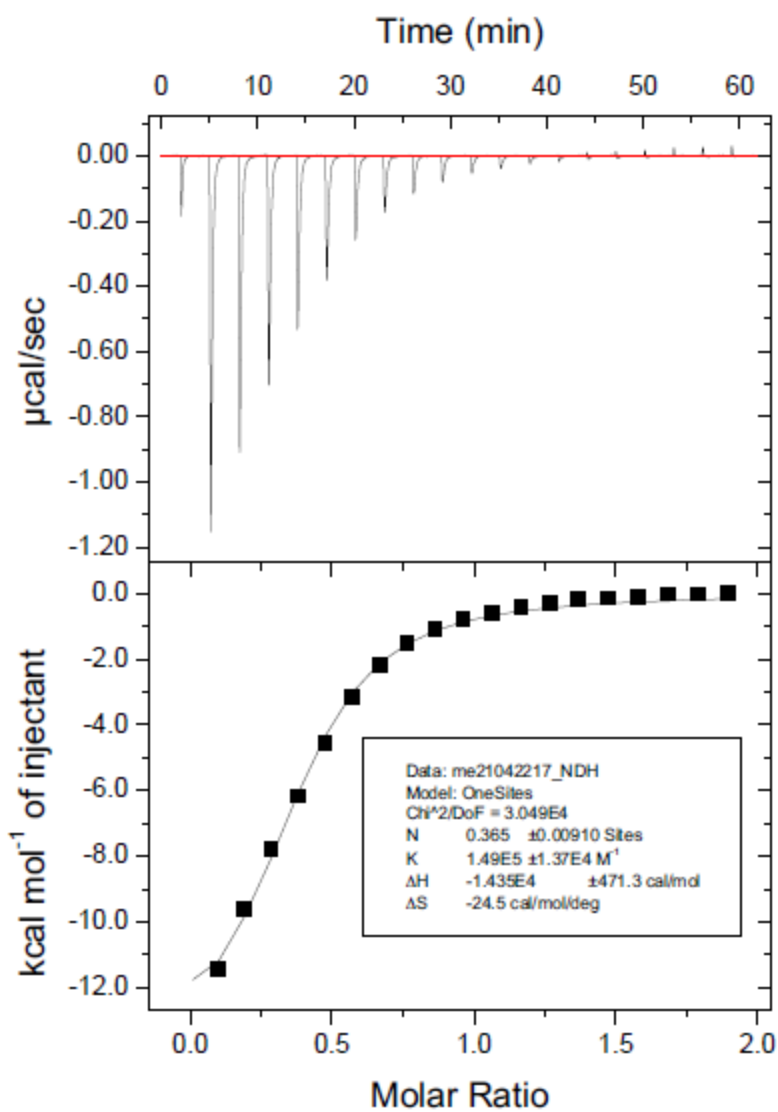 Time (min)
0 10 20 30 40 50 60
0.00
-0.20
-0.40
-0.60
-0.80
-1.00
-1.20
µcal/sec
0.0
-2.0
-4.0
-6.0
-8.0
-10.0
-12.0
kcal mol⁻¹ of injectant
Data: me21042217_NDH
Model: OneSites
Chi^2/DoF = 3.049E4
N 0.365 ±0.00910 Sites
K 1.49E5 ±1.37E4 M⁻¹
ΔH -1.435E4 ±471.3 cal/mol
ΔS -24.5 cal/mol/deg
0.0 0.5 1.0 1.5 2.0
Molar Ratio